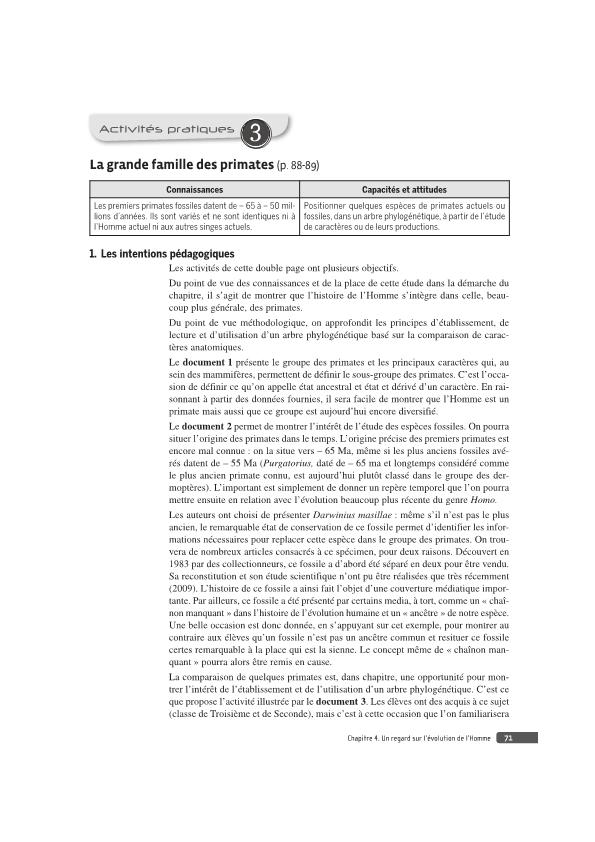 Activités pratiques 3
La grande famille des primates (p. 88-89)
Connaissances
Capacités et attitudes
Les premiers primates fossiles datent de – 65 à – 50 mil-
lions d'années. Ils sont variés et ne sont identiques ni à
l'Homme actuel ni aux autres singes actuels.
Positionner quelques espèces de primates actuels ou
fossiles, dans un arbre phylogénétique, à partir de l'étude
de caractères ou de leurs productions.
1. Les intentions pédagogiques
Les activités de cette double page ont plusieurs objectifs.
Du point de vue des connaissances et de la place de cette étude dans la démarche du
chapitre, il s'agit de montrer que l'histoire de l'Homme s'intègre dans celle, beau-
coup plus générale, des primates.
Du point de vue méthodologique, on approfondit les principes d'établissement, de
lecture et d'utilisation d'un arbre phylogénétique basé sur la comparaison de carac-
tères anatomiques.
Le document 1 présente le groupe des primates et les principaux caractères qui, au
sein des mammifères, permettent de définir le sous-groupe des primates. C'est l'occa-
sion de définir ce qu'on appelle état ancestral et état et dérivé d'un caractère. En rai-
sonnant à partir des données fournies, il sera facile de montrer que l'Homme est un
primate mais aussi que ce groupe est aujourd'hui encore diversifié.
Le document 2 permet de montrer l'intérêt de l'étude des espèces fossiles. On pourra
situer l'origine des primates dans le temps. L'origine précise des premiers primates est
encore mal connue : on la situe vers – 65 Ma, même si les plus anciens fossiles avé-
rés datent de – 55 Ma (Purgatorius, daté de – 65 ma et longtemps considéré comme
le plus ancien primate connu, est aujourd'hui plutôt classé dans le groupe des der-
moptères). L'important est simplement de donner un repère temporel que l'on pourra
mettre ensuite en relation avec l'évolution beaucoup plus récente du genre Homo.
Les auteurs ont choisi de présenter Darwinius masillae : même s'il n'est pas le plus
ancien, le remarquable état de conservation de ce fossile permet d'identifier les infor-
mations nécessaires pour replacer cette espèce dans le groupe des primates. On trou-
vera de nombreux articles consacrés à ce spécimen, pour deux raisons. Découvert en
1983 par des collectionneurs, ce fossile a d'abord été séparé en deux pour être vendu.
Sa reconstitution et son étude scientifique n'ont pu être réalisées que très récemment
(2009). L'histoire de ce fossile a ainsi fait l'objet d'une couverture médiatique impor-
tante. Par ailleurs, ce fossile a été présenté par certains media, à tort, comme un « chaî-
non manquant » dans l'histoire de l'évolution humaine et un « ancêtre » de notre espèce.
Une belle occasion est donc donnée, en s'appuyant sur cet exemple, pour montrer au
contraire aux élèves qu'un fossile n'est pas un ancêtre commun et resituer ce fossile
certes remarquable à la place qui est la sienne. Le concept même de « chaînon man-
quant » pourra alors être remis en cause.
La comparaison de quelques primates est, dans chapitre, une opportunité pour mon-
trer l'intérêt de l'établissement et de l'utilisation d'un arbre phylogénétique. C'est ce
que propose l'activité illustrée par le document 3. Les élèves ont des acquis à ce sujet
(classe de Troisième et de Seconde), mais c'est à cette occasion que l'on familiarisera
Chapitre 4. Un regard sur l'évolution de l'Homme 71